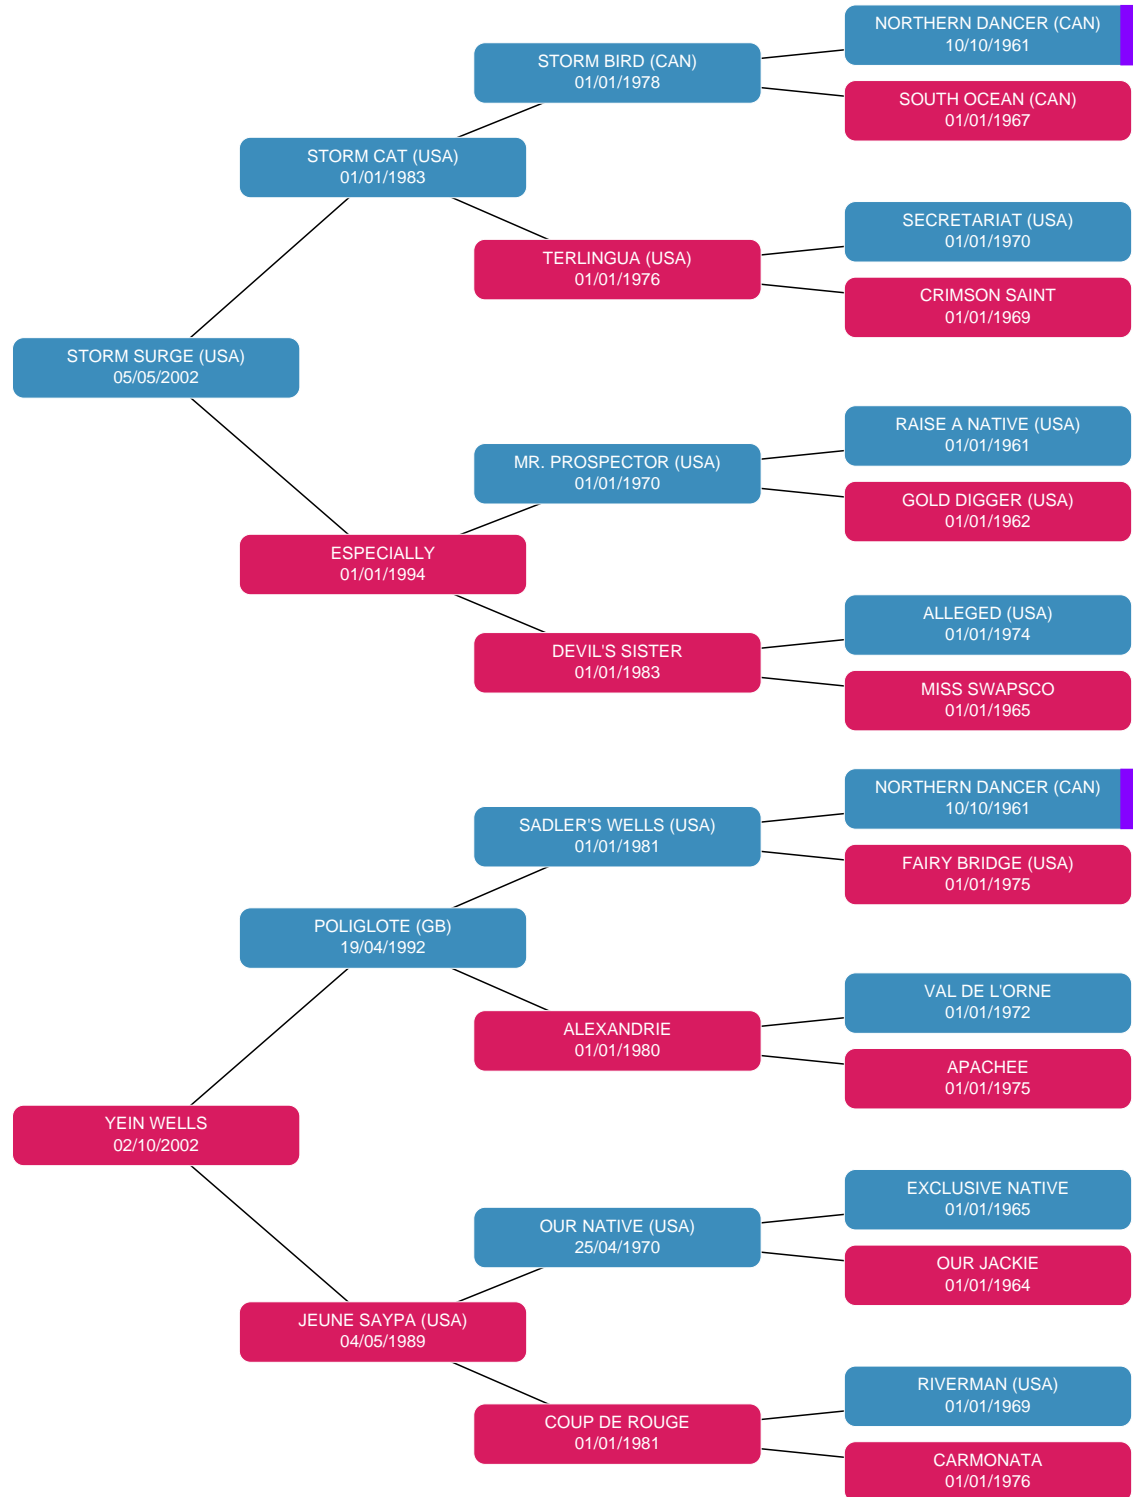 NORTHERN DANCER (CAN)
10/10/1961
STORM BIRD (CAN)
01/01/1978
SOUTH OCEAN (CAN)
01/01/1967
STORM CAT (USA)
01/01/1983
SECRETARIAT (USA)
01/01/1970
TERLINGUA (USA)
01/01/1976
CRIMSON SAINT
01/01/1969
STORM SURGE (USA)
05/05/2002
RAISE A NATIVE (USA)
01/01/1961
MR. PROSPECTOR (USA)
01/01/1970
GOLD DIGGER (USA)
01/01/1962
ESPECIALLY
01/01/1994
ALLEGED (USA)
01/01/1974
DEVIL'S SISTER
01/01/1983
MISS SWAPSCO
01/01/1965
NORTHERN DANCER (CAN)
10/10/1961
SADLER'S WELLS (USA)
01/01/1981
FAIRY BRIDGE (USA)
01/01/1975
POLIGLOTE (GB)
19/04/1992
VAL DE L'ORNE
01/01/1972
ALEXANDRIE
01/01/1980
APACHEE
01/01/1975
YEIN WELLS
02/10/2002
EXCLUSIVE NATIVE
01/01/1965
OUR NATIVE (USA)
25/04/1970
OUR JACKIE
01/01/1964
JEUNE SAYPA (USA)
04/05/1989
RIVERMAN (USA)
01/01/1969
COUP DE ROUGE
01/01/1981
CARMONATA
01/01/1976